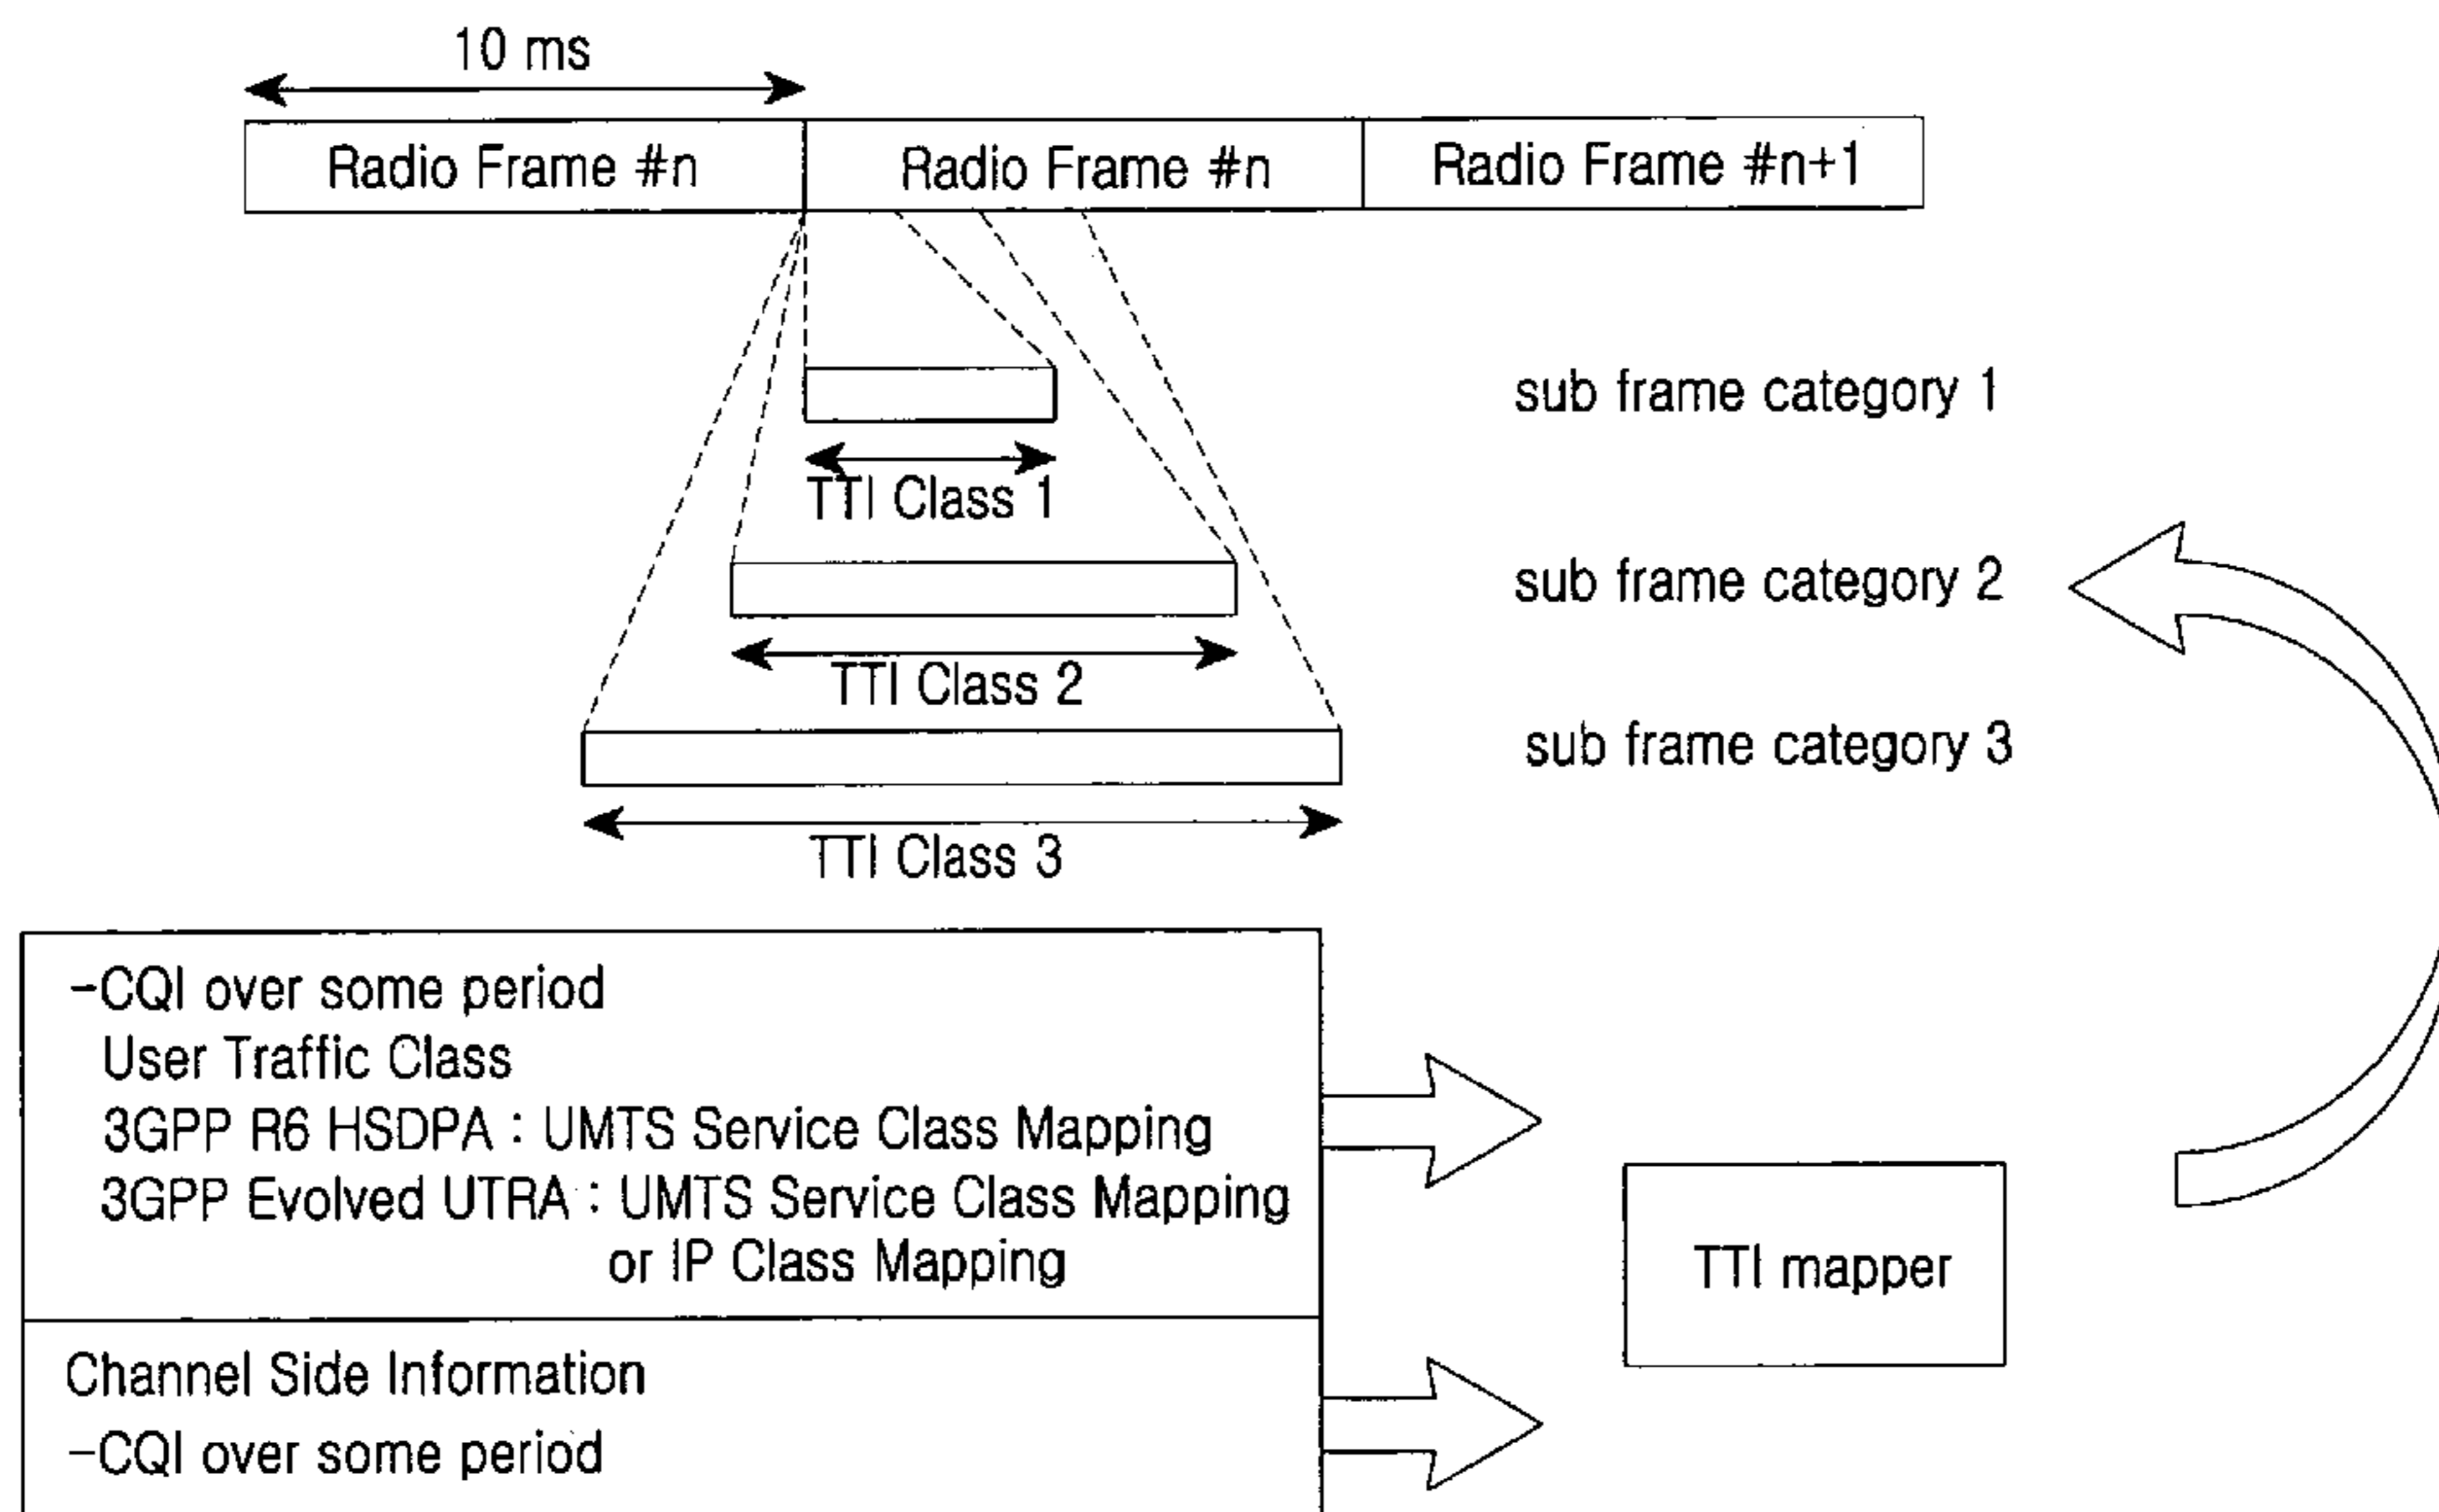 10 ms
Radio Frame #n
Radio Frame #n
Radio Frame #n+1
sub frame category 1
TTI Class 1
sub frame category 2
TTI Class 2
sub frame category 3
TTI Class 3
-CQI over some period
User Traffic Class
3GPP R6 HSDPA : UMTS Service Class Mapping
3GPP Evolved UTRA : UMTS Service Class Mapping
or IP Class Mapping
TTI mapper
Channel Side Information
-CQI over some period